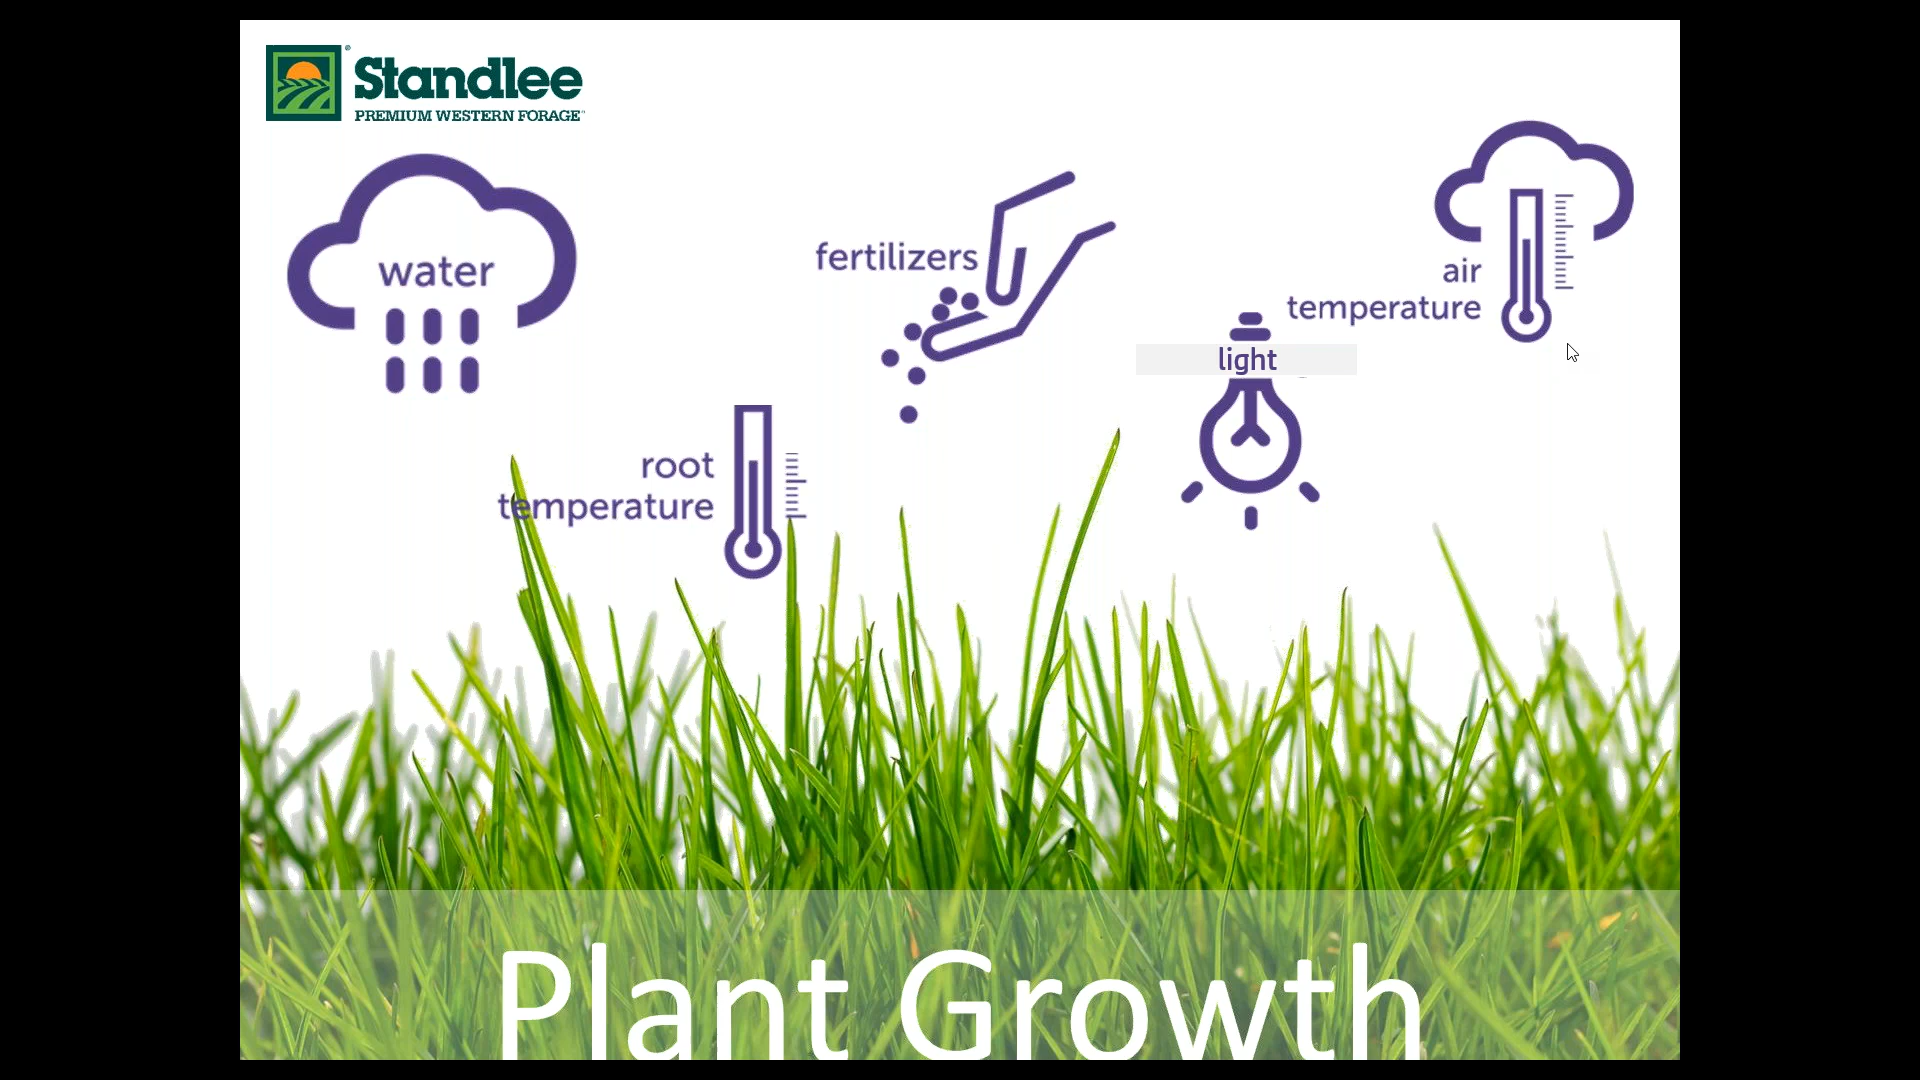 Standlee
PREMIUM WESTERN FORAGE
water
fertilizers
air
temperature
light
root
temperature
Plant Growth